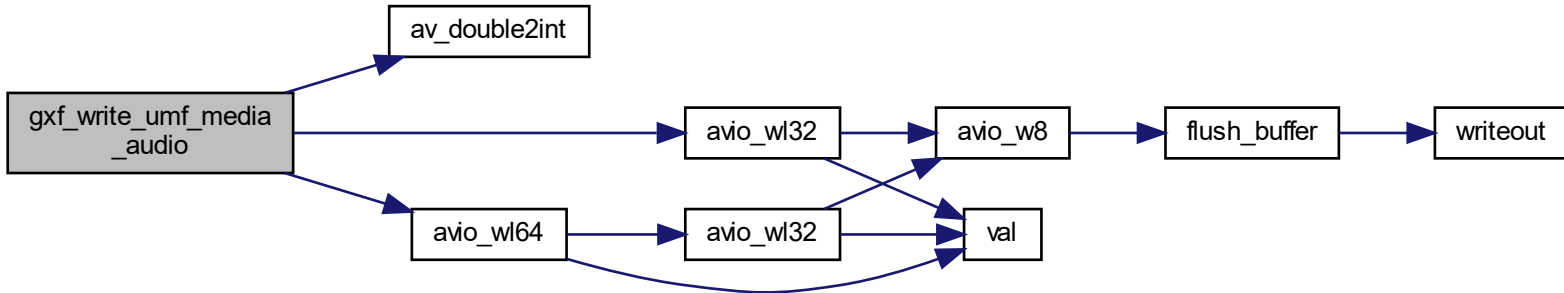 av_double2int
gxf_write_umf_media
_audio
avio_wl32
avio_w8
flush_buffer
writeout
avio_wl64
avio_wl32
val